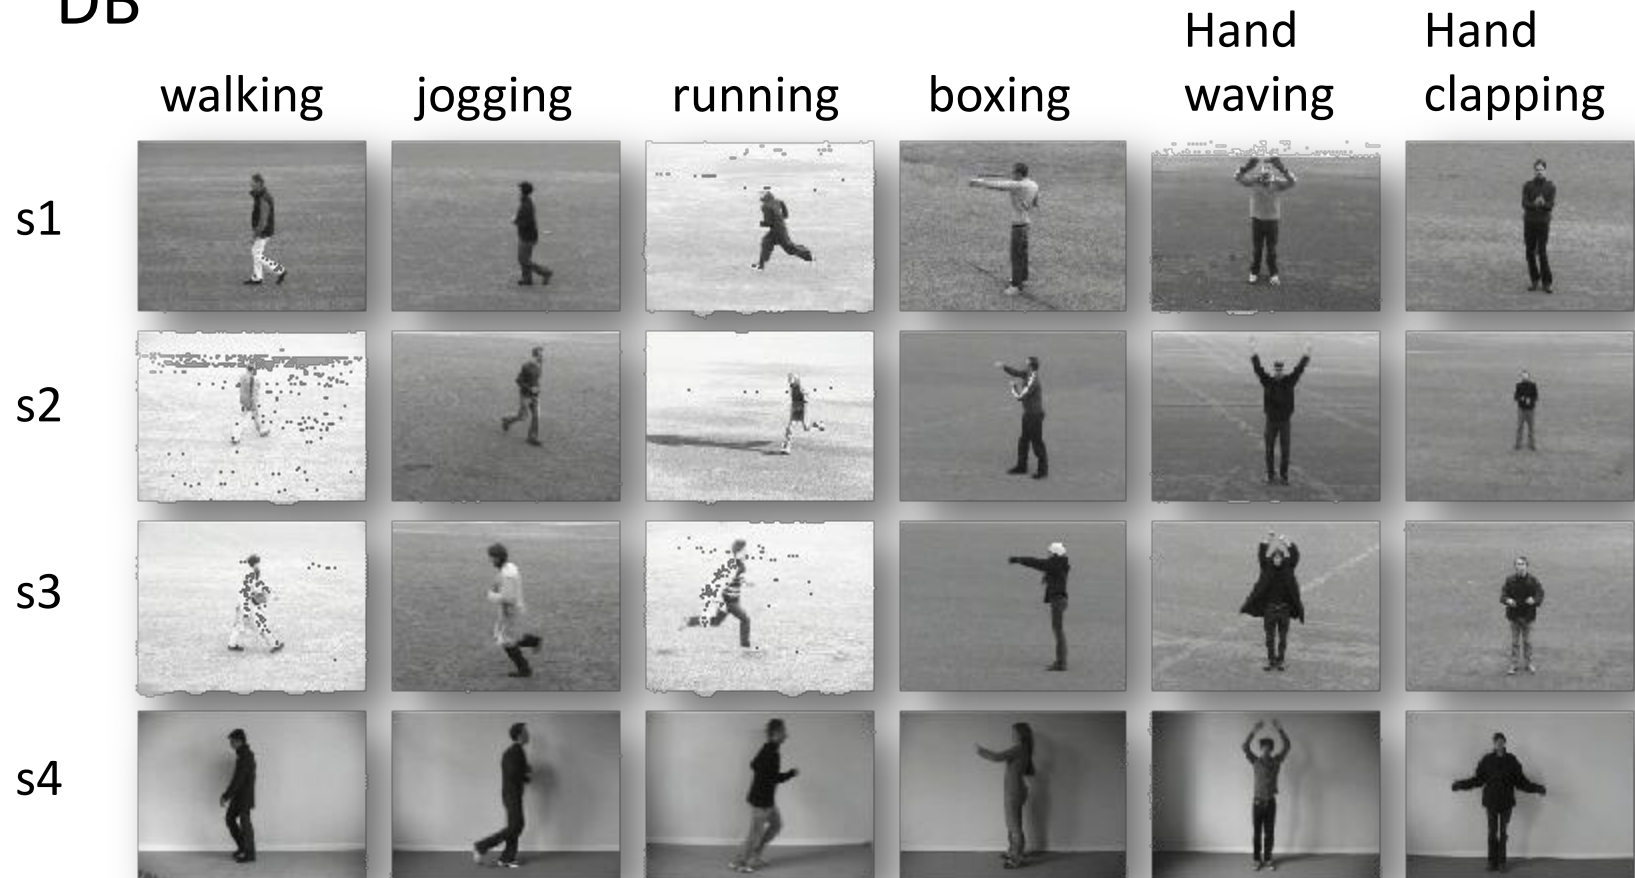 DB
Hand Hand
walking jogging running boxing waving clapping
s1
s2
s3
s4